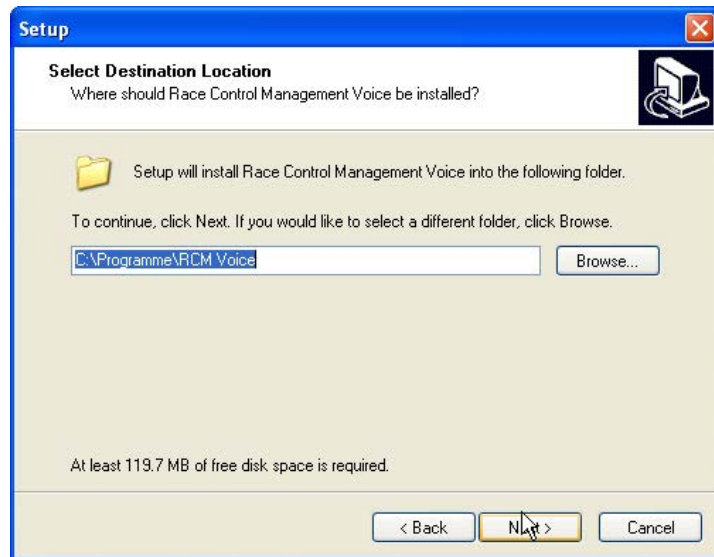 Setup
Select Destination Location
Where should Race Control Management Voice be installed?
Setup will install Race Control Management Voice into the following folder.
To continue, click Next. If you would like to select a different folder, click Browse.
C:\Programme\RCM Voice
Browse...
At least 119.7 MB of free disk space is required.
< Back
Next >
Cancel